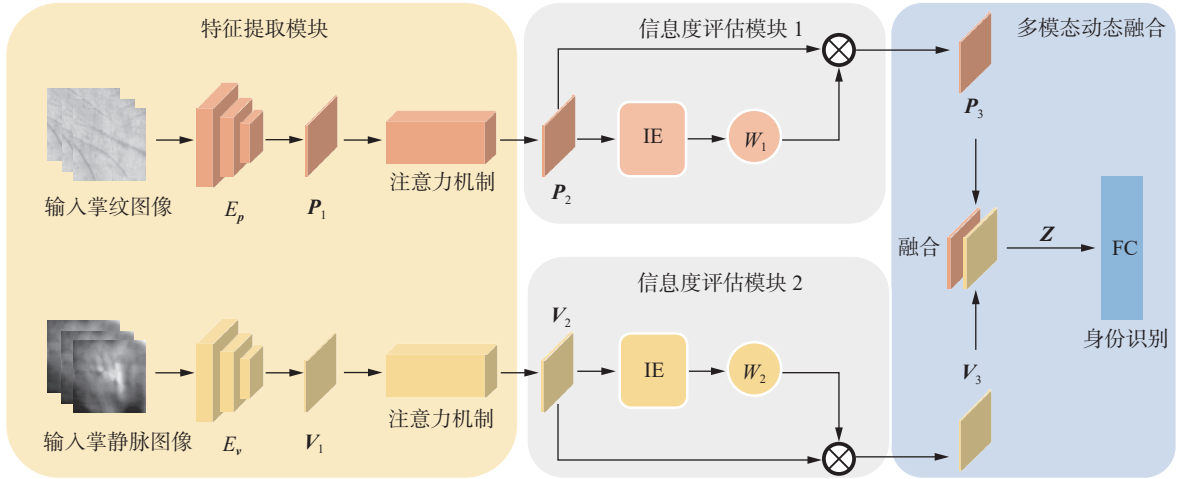 特征提取模块
信息度评估模块 1
多模态动态融合
IE
W1
P3
P2
注意力机制
输入掌纹图像
Ep
P1
融合
Z
FC
信息度评估模块 2
V2
身份识别
IE
W2
V3
注意力机制
输入掌静脉图像
Ev
V1